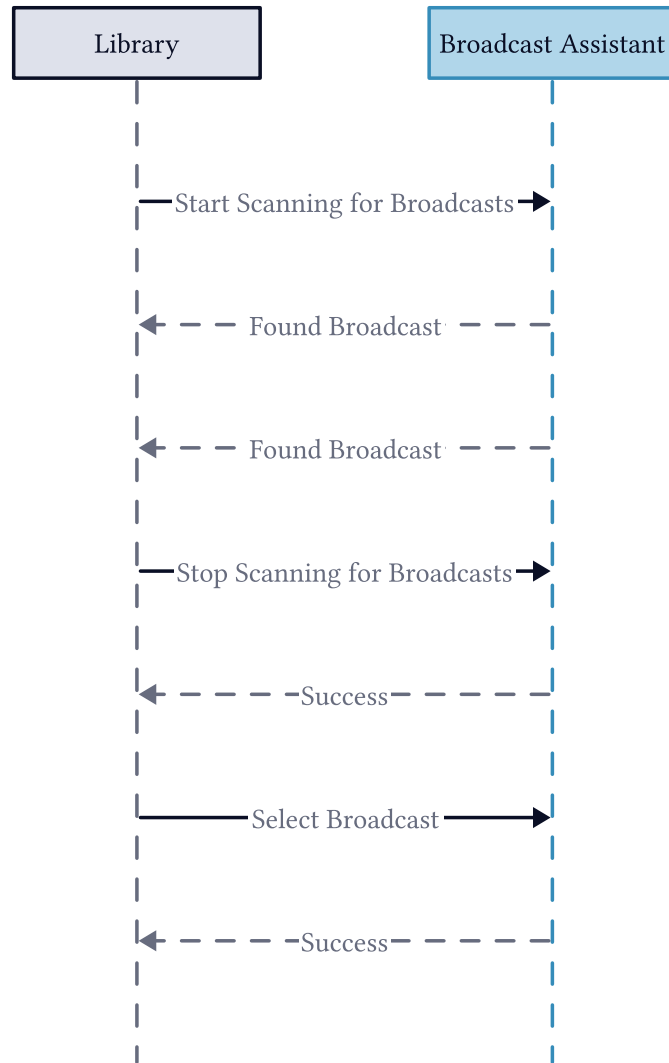 Library
Broadcast Assistant
Start Scanning for Broadcasts
Found Broadcast
Found Broadcast
Stop Scanning for Broadcasts
Success
Select Broadcast
Success